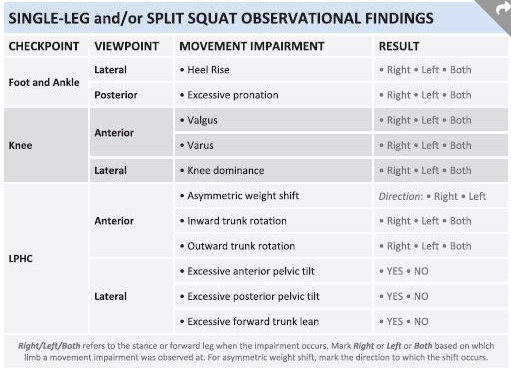 SINGLE-LEG and/or SPLIT SQUAT OBSERVATIONAL FINDINGS
CHECKPOINT VIEWPOINT MOVEMENT IMPAIRMENT RESULT
Foot and Ankle
Lateral • Heel Rise • Right • Left • Both
Posterior • Excessive pronation • Right • Left • Both
Knee
Anterior
• Valgus • Right • Left • Both
• Varus • Right • Left • Both
Lateral • Knee dominance • Right • Left • Both
LPHC
Anterior
• Asymmetric weight shift Direction: • Right • Left
• Inward trunk rotation • Right • Left • Both
• Outward trunk rotation • Right • Left • Both
Lateral
• Excessive anterior pelvic tilt • YES • NO
• Excessive posterior pelvic tilt • YES • NO
• Excessive forward trunk lean • YES • NO
Right/Left/Both refers to the stance or forward leg when the impairment occurs. Mark Right or Left or Both based on which
limb a movement impairment was observed at. For asymmetric weight shift, mark the direction to which the shift occurs.